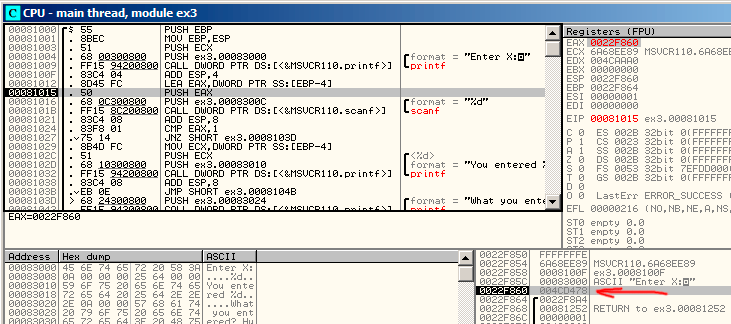 C CPU - main thread, module ex3
00081000 55 PUSH EBP
00081001 8BEC MOV EBP,ESP
00081003 51 PUSH ECX
00081004 68 00300800 PUSH ex3.00083000 format = "Enter X:
00081009 FF15 94200800 CALL DWORD PTR DS:[<&MSVCR110.printf>] printf
0008100F 83C4 04 ADD ESP,4
00081012 8D45 FC LEA EAX,DWORD PTR SS:[EBP-4]
00081015 50 PUSH EAX
00081016 68 0C300800 PUSH ex3.0008300C format = "%d"
0008101B FF15 8C200800 CALL DWORD PTR DS:[<&MSVCR110.scanf>] scanf
00081021 83C4 08 ADD ESP,8
00081024 83F8 01 CMP EAX,1
00081027 75 14 JNZ SHORT ex3.0008103D
00081029 8B4D FC MOV ECX,DWORD PTR SS:[EBP-4]
0008102C 51 PUSH ECX <%d>
0008102D 68 10300800 PUSH ex3.00083010 format = "You entered
00081032 FF15 94200800 CALL DWORD PTR DS:[<&MSVCR110.printf>] printf
00081038 83C4 08 ADD ESP,8
0008103B EB 0E JMP SHORT ex3.0008104B
0008103D 68 24300800 PUSH ex3.00083024 format = "What you ente
EAX=0022F860
Registers (FPU)
EAX 0022F860
ECX 6A68EE89 MSVCR110.6A68EE89
EDX 004CAAA0
EBX 00000000
ESP 0022F860
EBP 0022F864
ESI 00000001
EDI 00000000
EIP 00081015 ex3.00081015
C 0 ES 002B 32bit 0(FFFFFFF
P 1 CS 0023 32bit 0(FFFFFFF
A 1 SS 002B 32bit 0(FFFFFFF
Z 0 DS 002B 32bit 0(FFFFFFF
S 0 FS 0053 32bit 7EFDD000
T 0 GS 002B 32bit 0(FFFFFFF
D 0
O 0 LastErr ERROR_SUCCESS
EFL 00000216 (NO,NB,NE,A,NS,
ST0 empty 0.0
ST1 empty 0.0
ST2 empty 0.0
Address Hex dump ASCII
00083000 45 6E 74 65 72 20 58 3A Enter X:
00083008 0A 00 00 00 25 64 00 00 ....%d..
00083010 59 6F 75 20 65 6E 74 65 You ente
00083018 72 65 64 20 25 64 2E 2E red %d..
00083020 2E 0A 00 00 57 68 61 74 ....What
00083028 20 79 6F 75 20 65 6E 74 you ent
0022F850 FFFFFFFE
0022F854 6A68EE89 MSVCR110.6A68EE89
0022F858 0008100F ex3.0008100F
0022F85C 00083000 ASCII "Enter X:
0022F860 004CD478
0022F864 0022F8A4
0022F868 00081252 RETURN to ex3.00081252